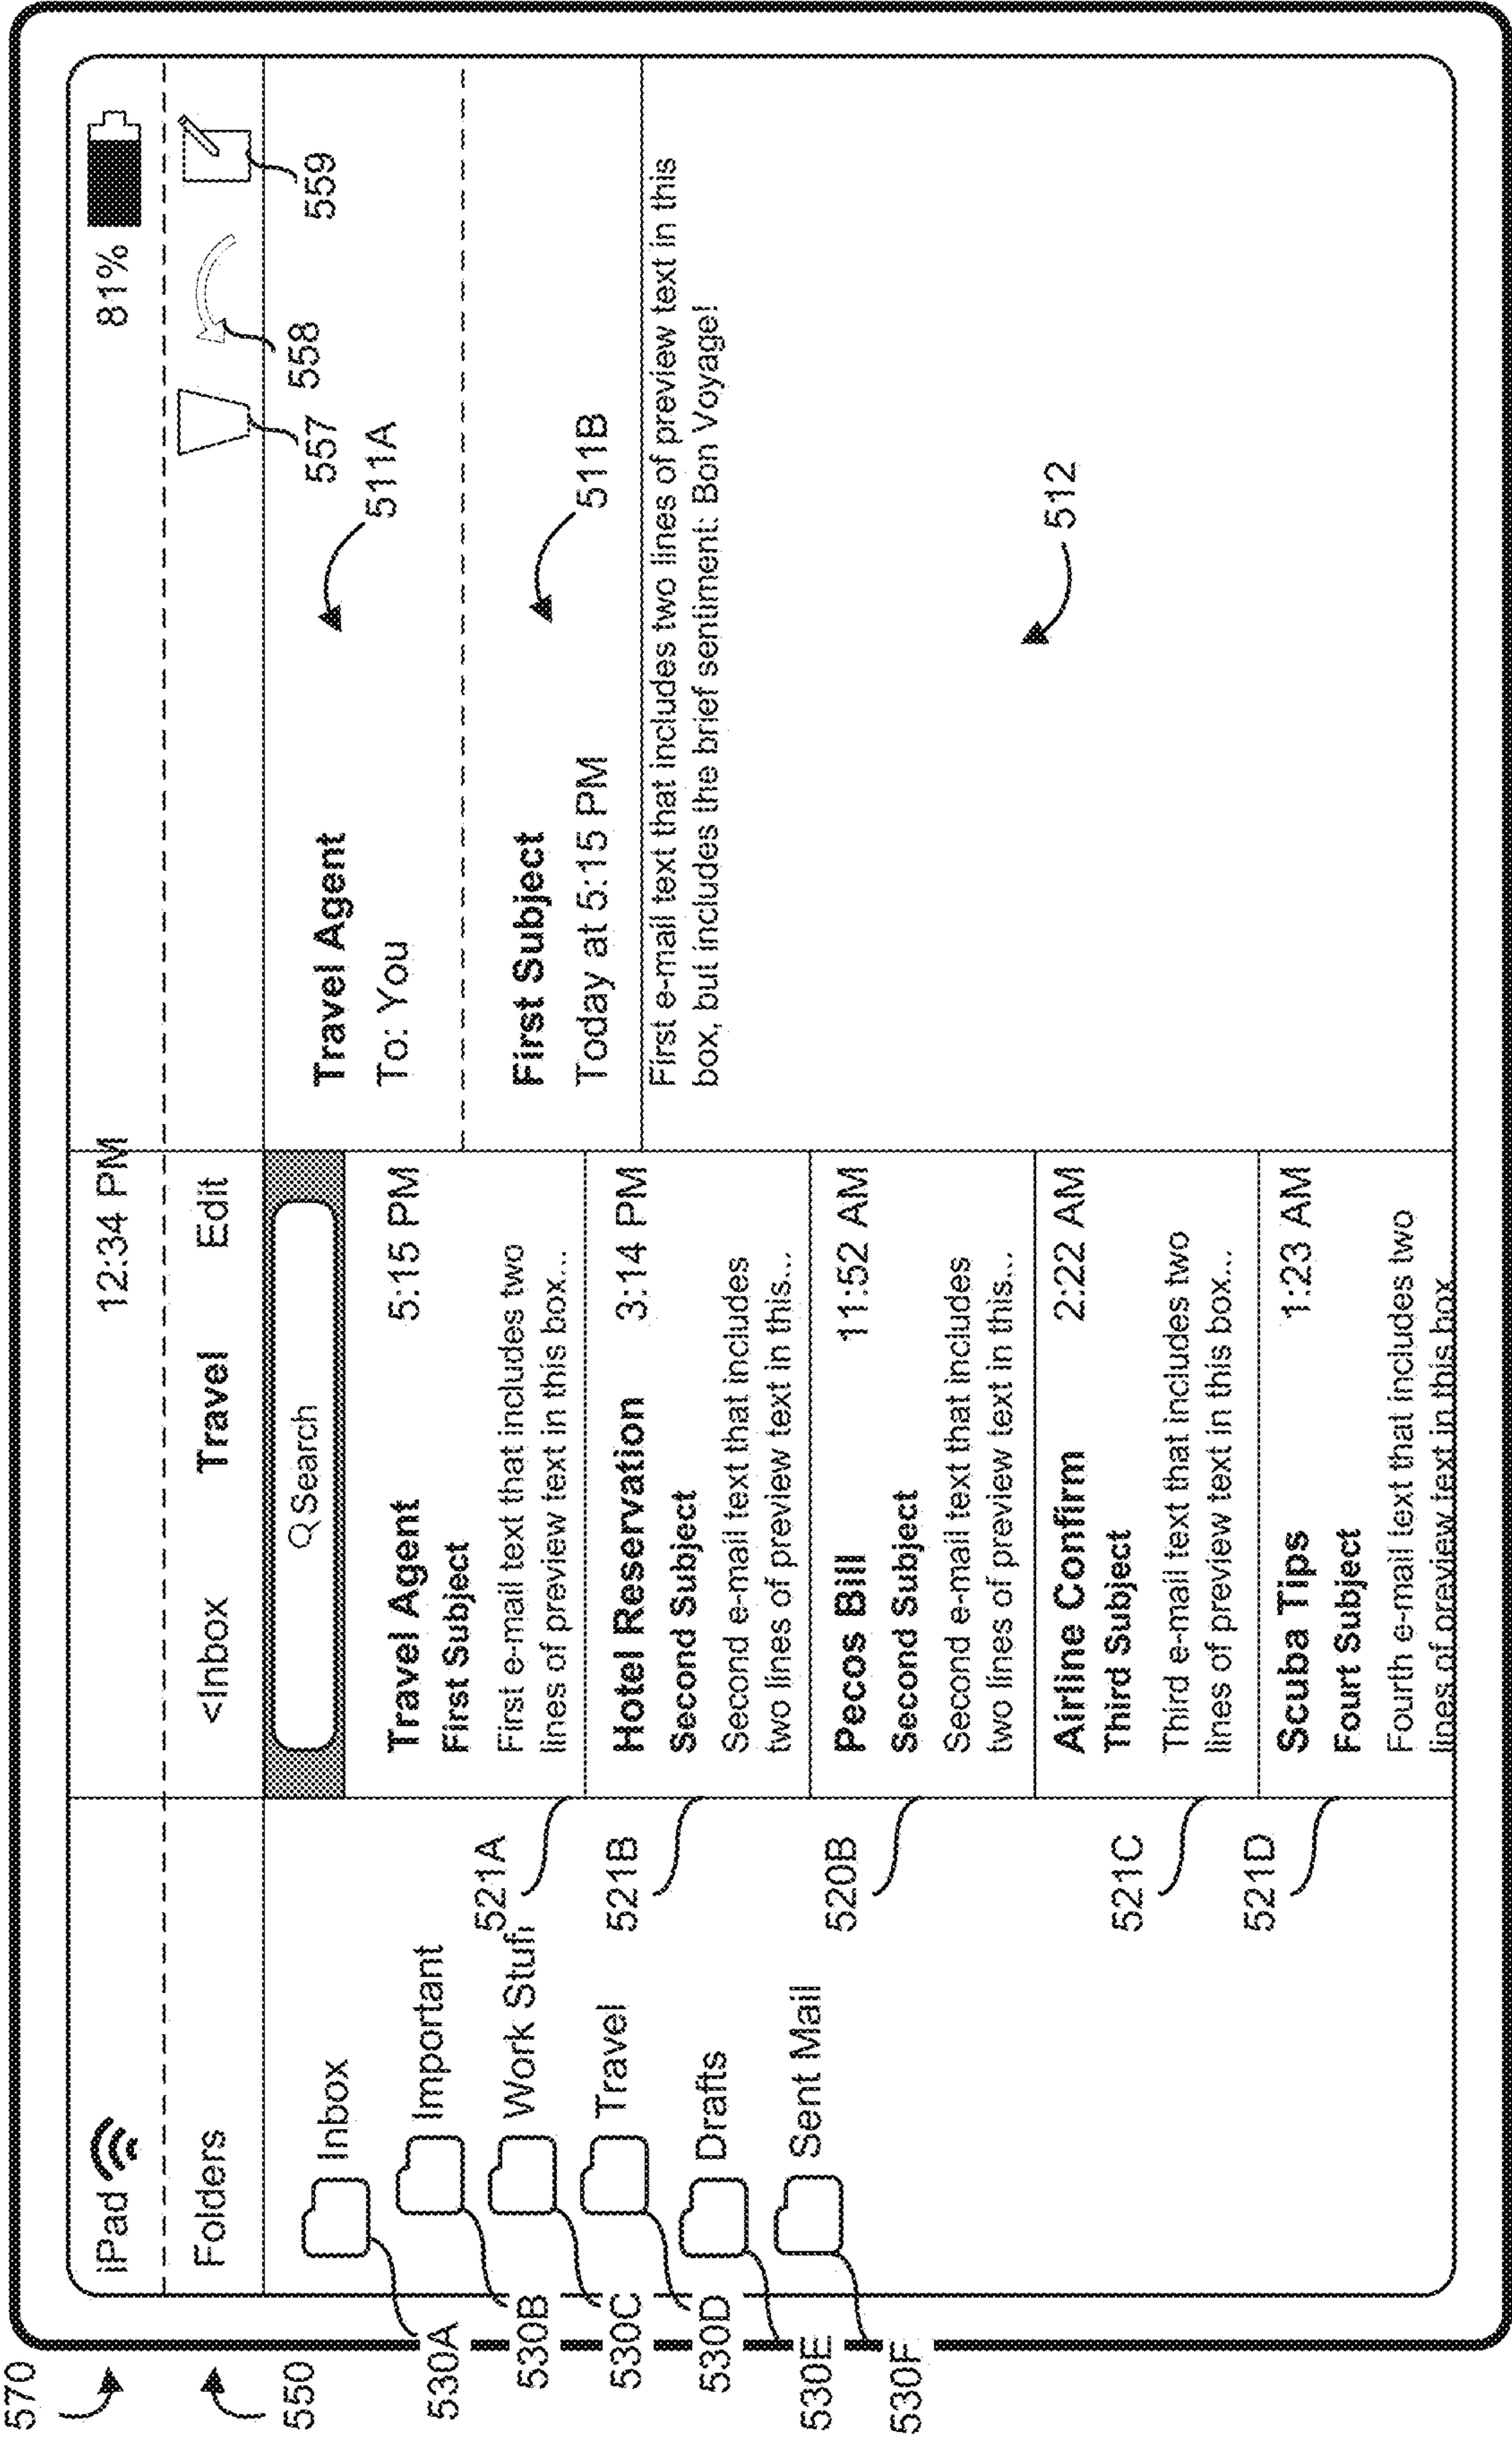 570
550
iPad
12:34 PM
81%
Folders
<Inbox
Travel
Edit
557
558
559
Inbox
Important
Work Stuff
Travel
Drafts
Sent Mail
530A
530B
530C
530D
530E
530F
Search
Travel Agent
5:15 PM
First Subject
First e-mail text that includes two
lines of preview text in this box...
521A
Hotel Reservation
3:14 PM
Second Subject
Second e-mail text that includes
two lines of preview text in this...
521B
Pecos Bill
11:52 AM
Second Subject
Second e-mail text that includes
two lines of preview text in this...
520B
Airline Confirm
2:22 AM
Third Subject
Third e-mail text that includes two
lines of preview text in this box...
521C
Scuba Tips
1:23 AM
Fourt Subject
Fourth e-mail text that includes two
lines of preview text in this box
521D
Travel Agent
To: You
511A
First Subject
Today at 5:15 PM
511B
First e-mail text that includes two lines of preview text in this
box, but includes the brief sentiment: Bon Voyage!
512